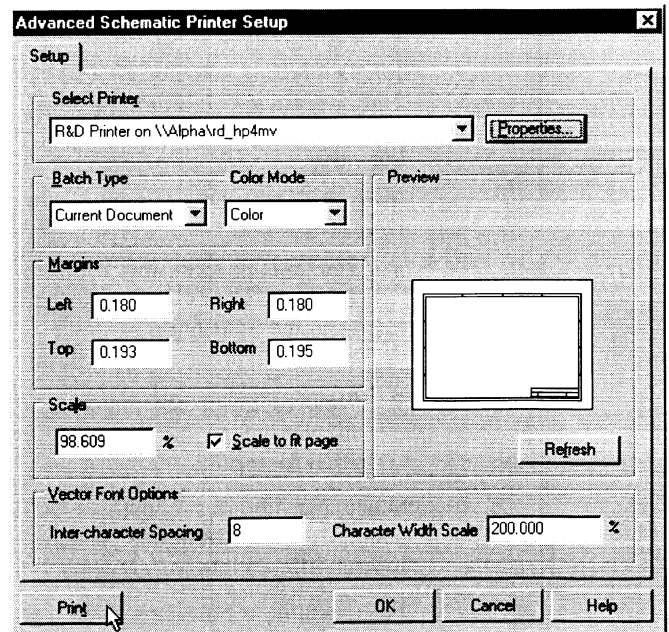 Advanced Schematic Printer Setup
Setup
Select Printer
R&D Printer on \\Alpha\rd_hp4mv
Properties...
Batch Type
Color Mode
Preview
Current Document
Color
Margins
Left 0.180 Right 0.180
Top 0.193 Bottom 0.195
Scale
98.609 % Scale to fit page
Refresh
Vector Font Options
Inter-character Spacing 8 Character Width Scale 200.000 %
Print OK Cancel Help